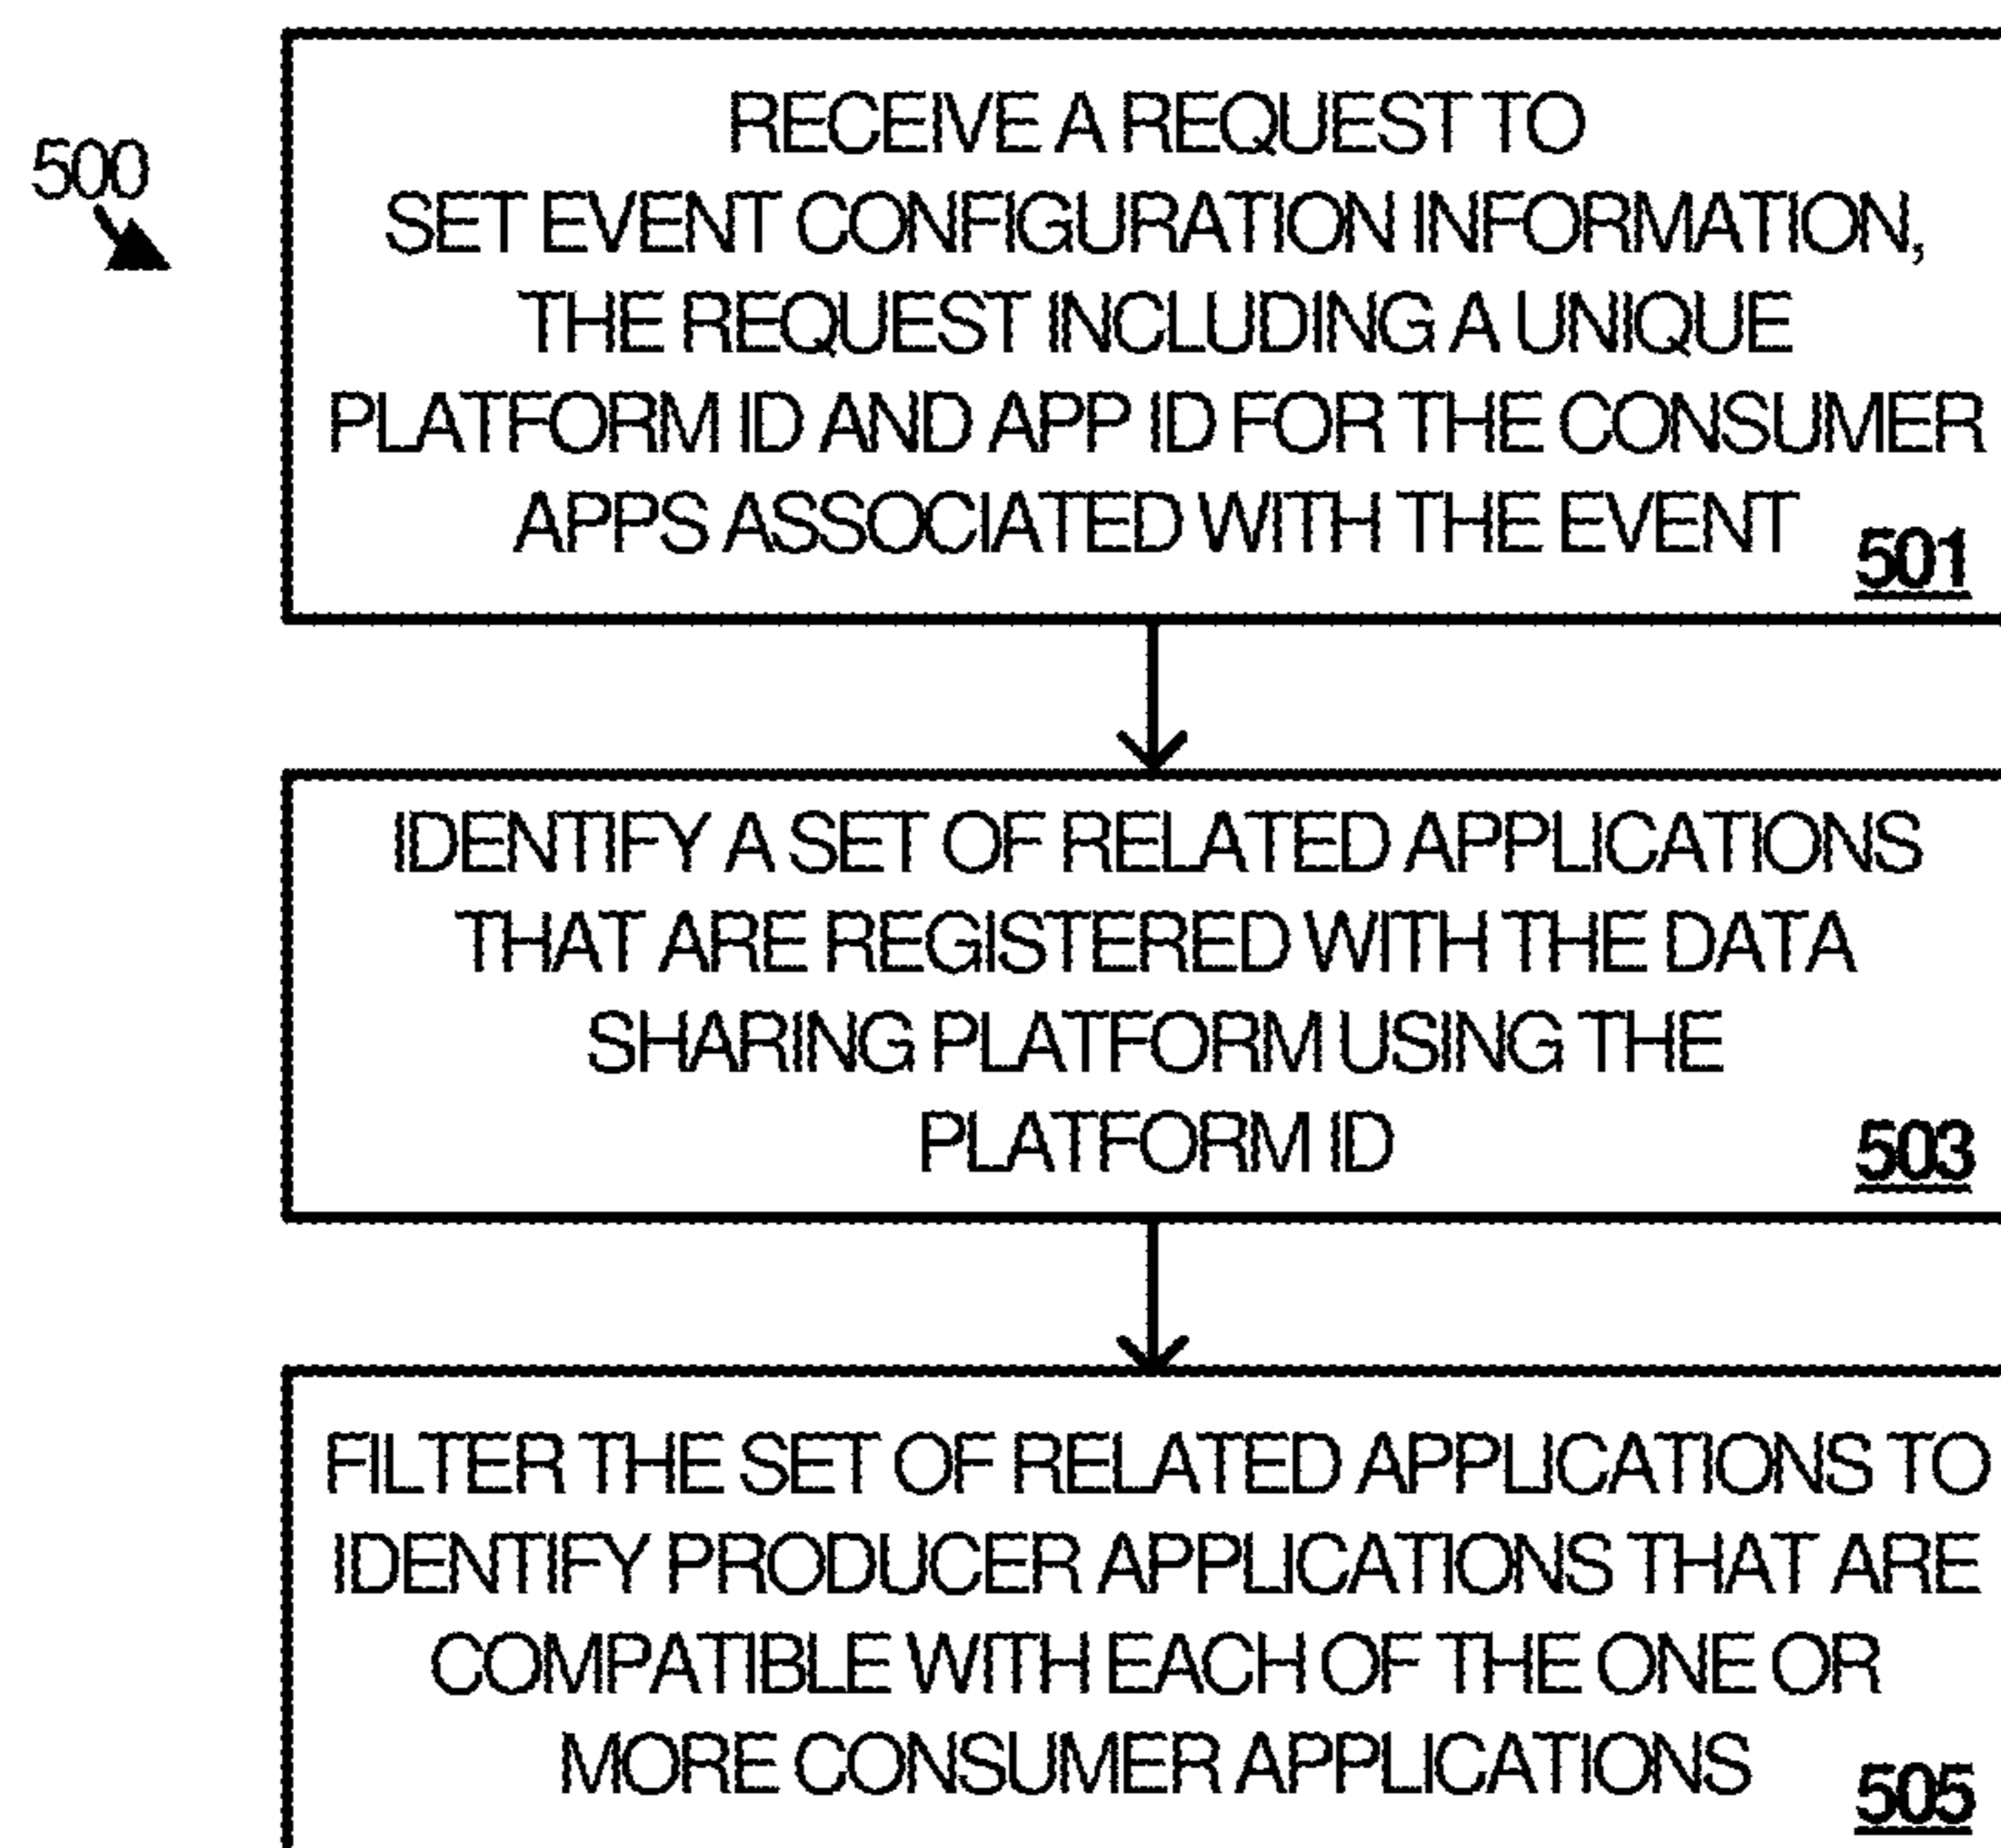 500
RECEIVE A REQUEST TO
SET EVENT CONFIGURATION INFORMATION,
THE REQUEST INCLUDING A UNIQUE
PLATFORM ID AND APP ID FOR THE CONSUMER
APPS ASSOCIATED WITH THE EVENT
501
IDENTIFY A SET OF RELATED APPLICATIONS
THAT ARE REGISTERED WITH THE DATA
SHARING PLATFORM USING THE
PLATFORM ID
503
FILTER THE SET OF RELATED APPLICATIONS TO
IDENTIFY PRODUCER APPLICATIONS THAT ARE
COMPATIBLE WITH EACH OF THE ONE OR
MORE CONSUMER APPLICATIONS
505